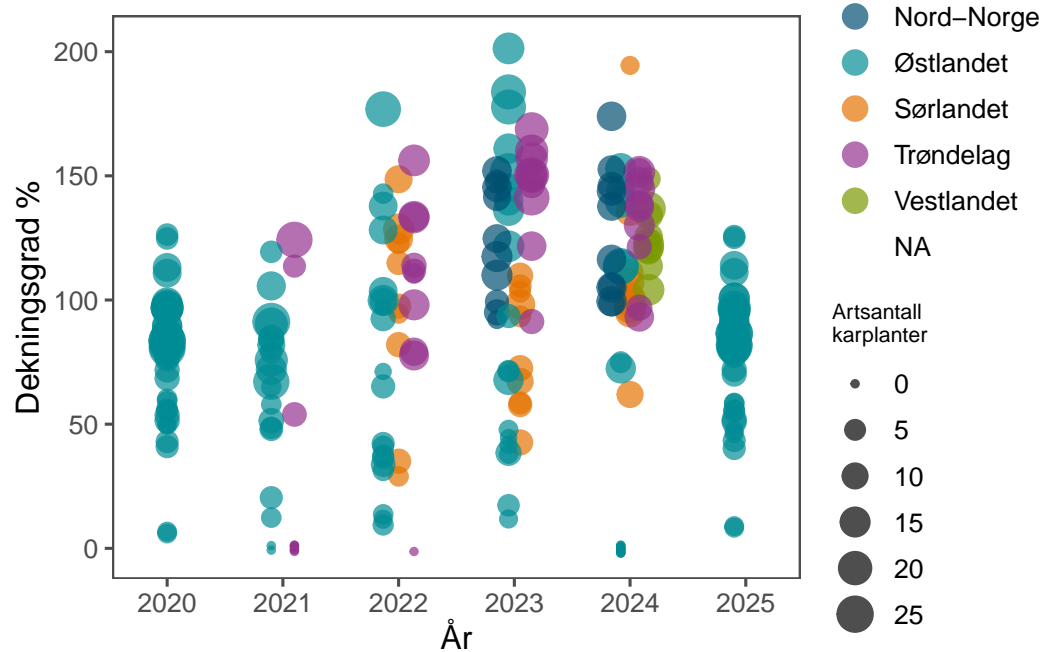 200
150
100
50
0
Dekningsgrad %
2020 2021 2022 2023 2024 2025
År
Nord−Norge
Østlandet
Sørlandet
Trøndelag
Vestlandet
NA
Artsantall
karplanter
0
5
10
15
20
25